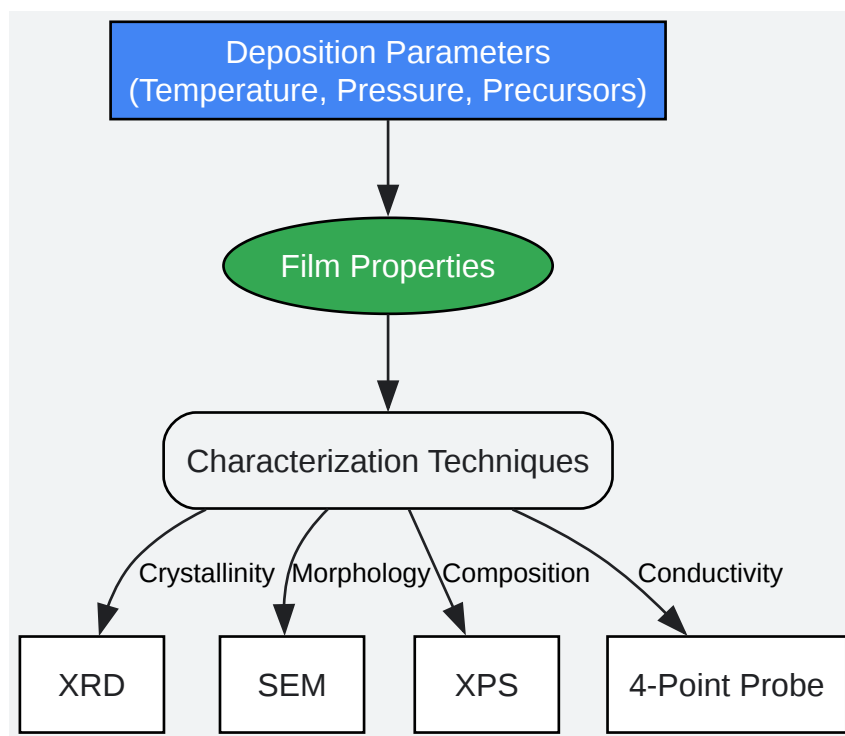 Deposition Parameters
(Temperature, Pressure, Precursors)
Film Properties
Characterization Techniques
Crystallinity
Morphology
Composition
Conductivity
XRD
SEM
XPS
4-Point Probe